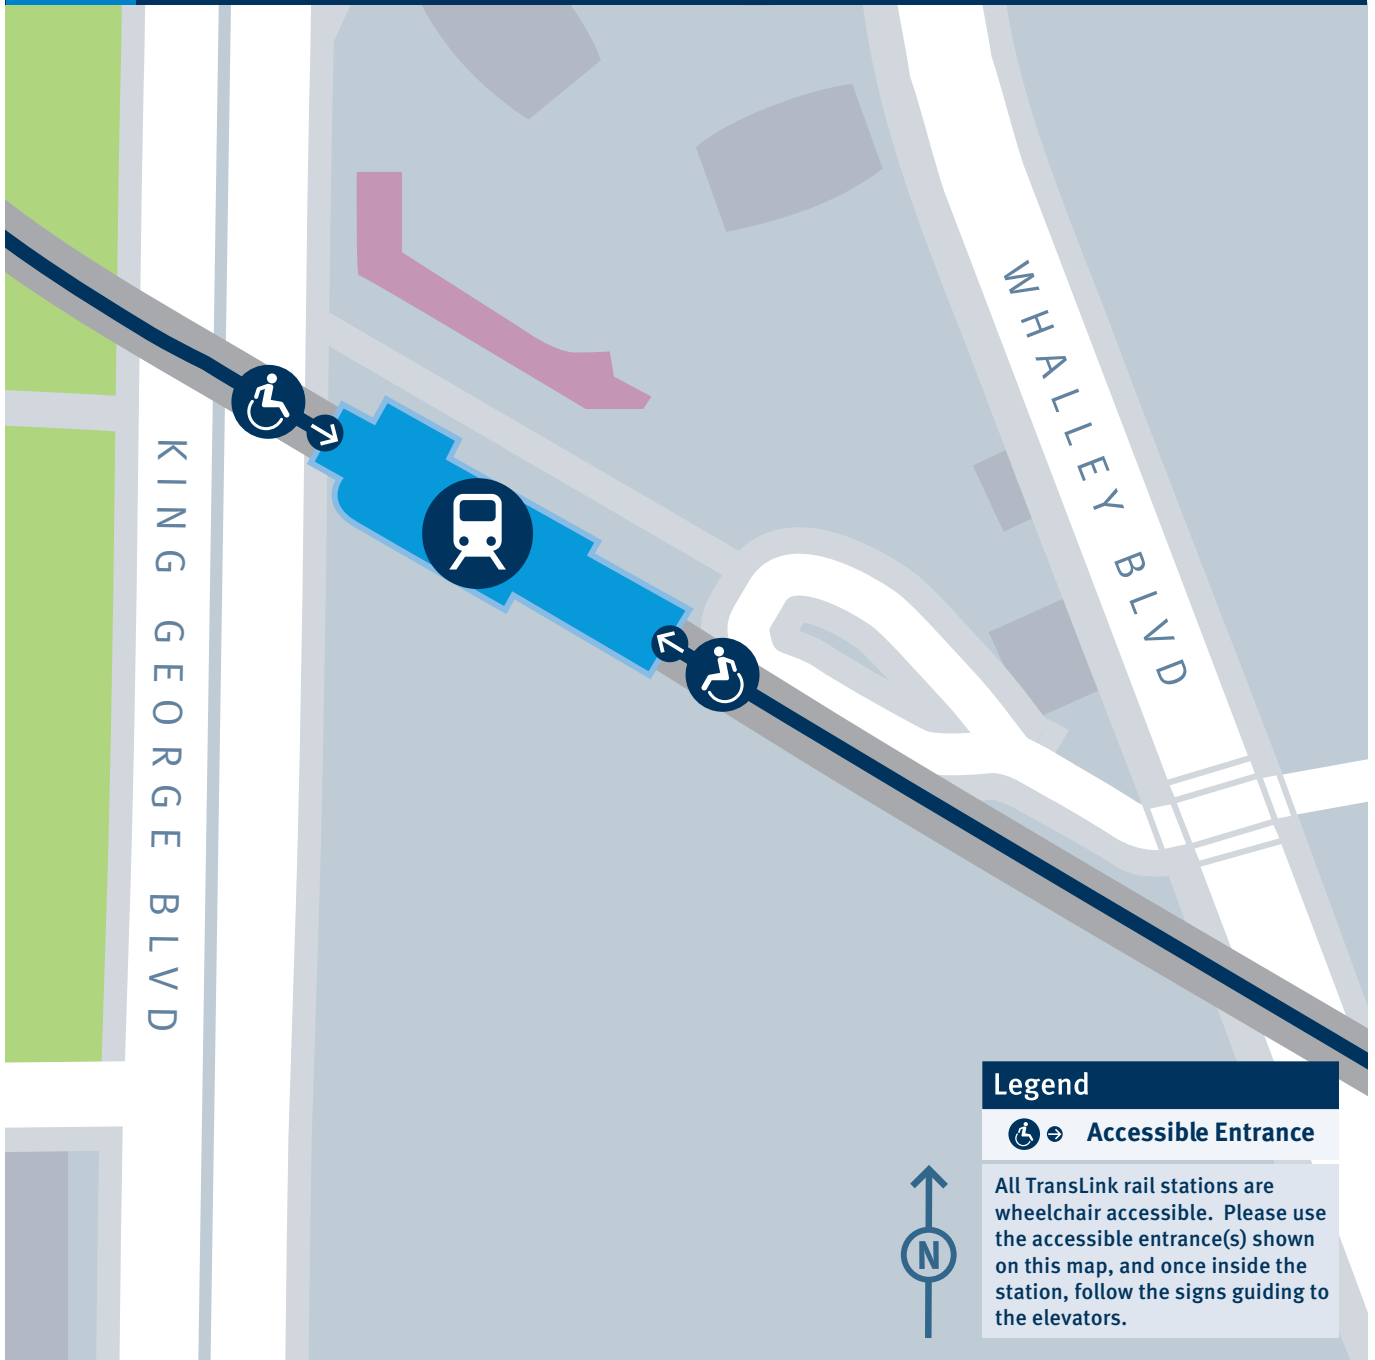 WHALLEY BLVD
KING GEORGE BLVD
Legend
Accessible Entrance
All TransLink rail stations are
wheelchair accessible. Please use
the accessible entrance(s) shown
on this map, and once inside the
station, follow the signs guiding to
the elevators.
N